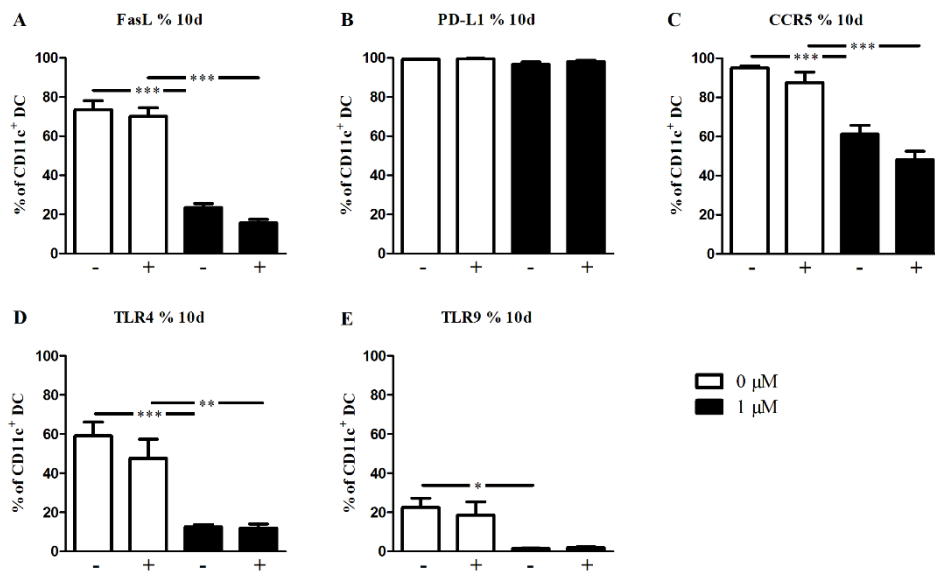 A FasL % 10d
% of CD11c⁺ DC
100
80
60
40
20
0
***
***
- + - +
B PD-L1 % 10d
% of CD11c⁺ DC
100
80
60
40
20
0
- + - +
C CCR5 % 10d
% of CD11c⁺ DC
100
80
60
40
20
0
***
***
- + - +
D TLR4 % 10d
% of CD11c⁺ DC
100
80
60
40
20
0
**
***
- + - +
E TLR9 % 10d
% of CD11c⁺ DC
100
80
60
40
20
0
*
- + - +
0 μM
1 μM